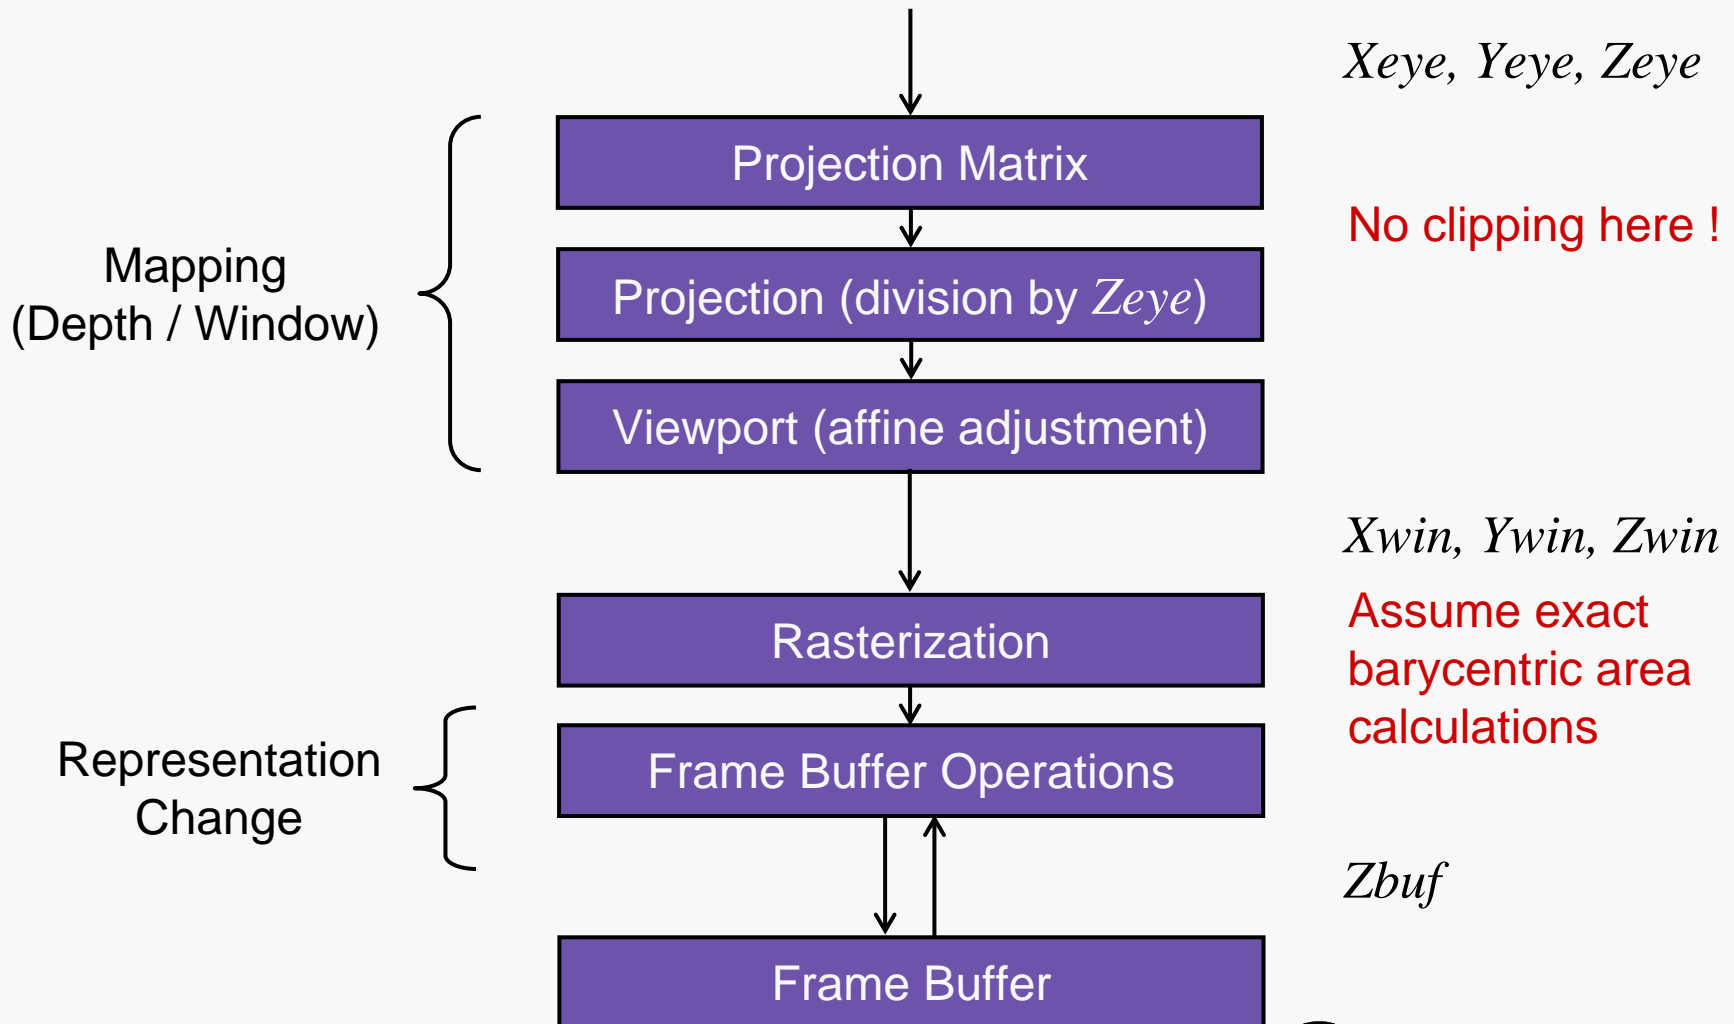 Xeye, Yeye, Zeye
Projection Matrix
No clipping here !
Mapping
(Depth / Window)
Projection (division by Zeye)
Viewport (affine adjustment)
Xwin, Ywin, Zwin
Assume exact
barycentric area
calculations
Rasterization
Representation
Change
Frame Buffer Operations
Zbuf
Frame Buffer